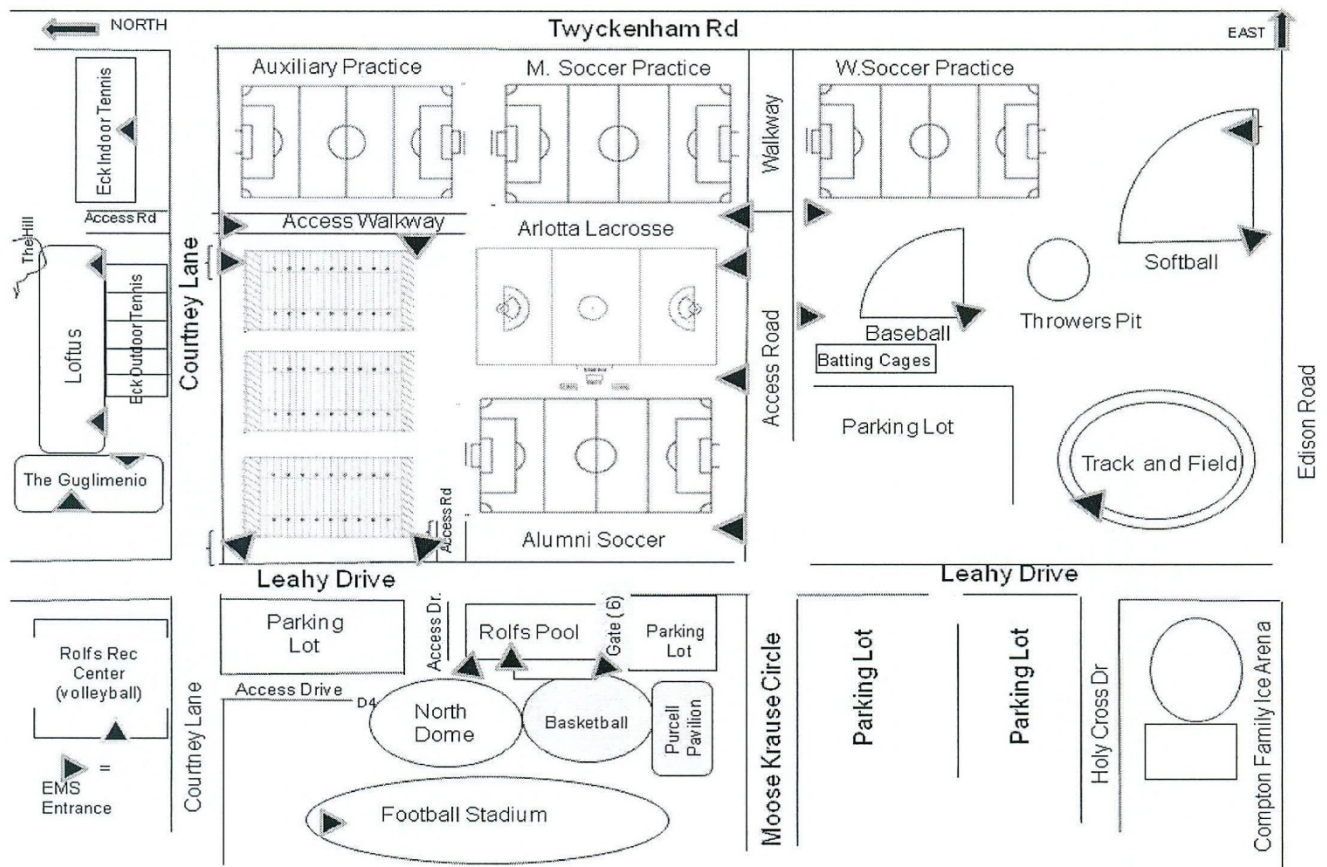 NORTH
Twyckenham Rd
EAST
Auxiliary Practice
M. Soccer Practice
W.Soccer Practice
Eck Indoor Tennis
Walkway
Access Rd
Access Walkway
Arlotta Lacrosse
The Hill
Softball
Courtney Lane
Loftus
Eck Outdoor Tennis
Access Road
Throwers Pit
Baseball
Batting Cages
Parking Lot
Edison Road
Track and Field
The Guglimenio
Access Rd
Alumni Soccer
Leahy Drive
Leahy Drive
Rolfs Rec
Center
(volleyball)
Parking
Lot
Access Dr.
Rolfs Pool
Gate ( 6)
Parking
Lot
Moose Krause Circle
Parking Lot
Parking Lot
Holy Cross Dr
Compton Family Ice Arena
Access Drive
D4
North
Dome
Basketball
Purcell
Pavilion
Courtney Lane
=
EMS
Entrance
Football Stadium